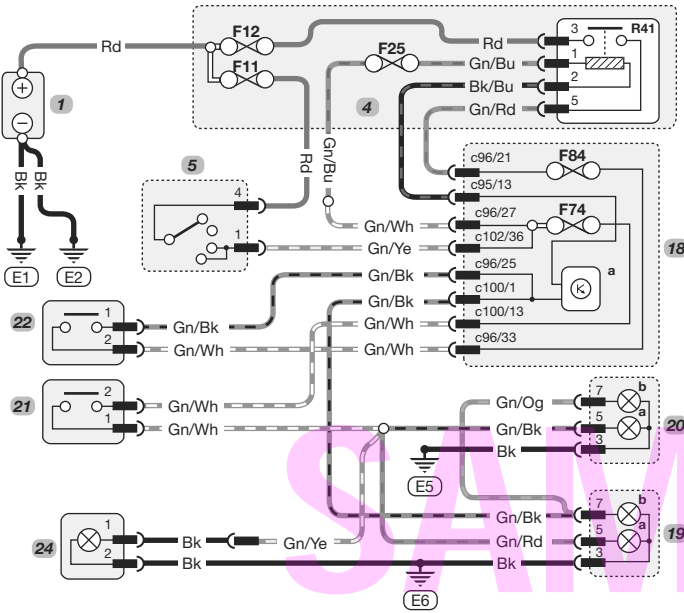 F12
R41
3
Rd
Rd
F25
1
Gn/Bu
F11
2
Bk/Bu
1
4
5
Gn/Rd
Rd
Gn/Bu
c96/21
F84
5
c95/13
Bk
Bk
4
c96/27
F74
Gn/Wh
1
c102/36
Gn/Ye
18
E1
E2
c96/25
a
Gn/Bk
c100/1
Gn/Bk
22
1
c100/13
Gn/Bk
Gn/Wh
2
c96/33
Gn/Wh
Gn/Wh
21
2
7
b
Gn/Wh
Gn/Og
1
5
a
20
Gn/Wh
Gn/Bk
3
Bk
E5
SAM
7
b
Gn/Bk
24
1
5
a
19
Bk
Gn/Ye
Gn/Rd
2
3
Bk
Bk
E6